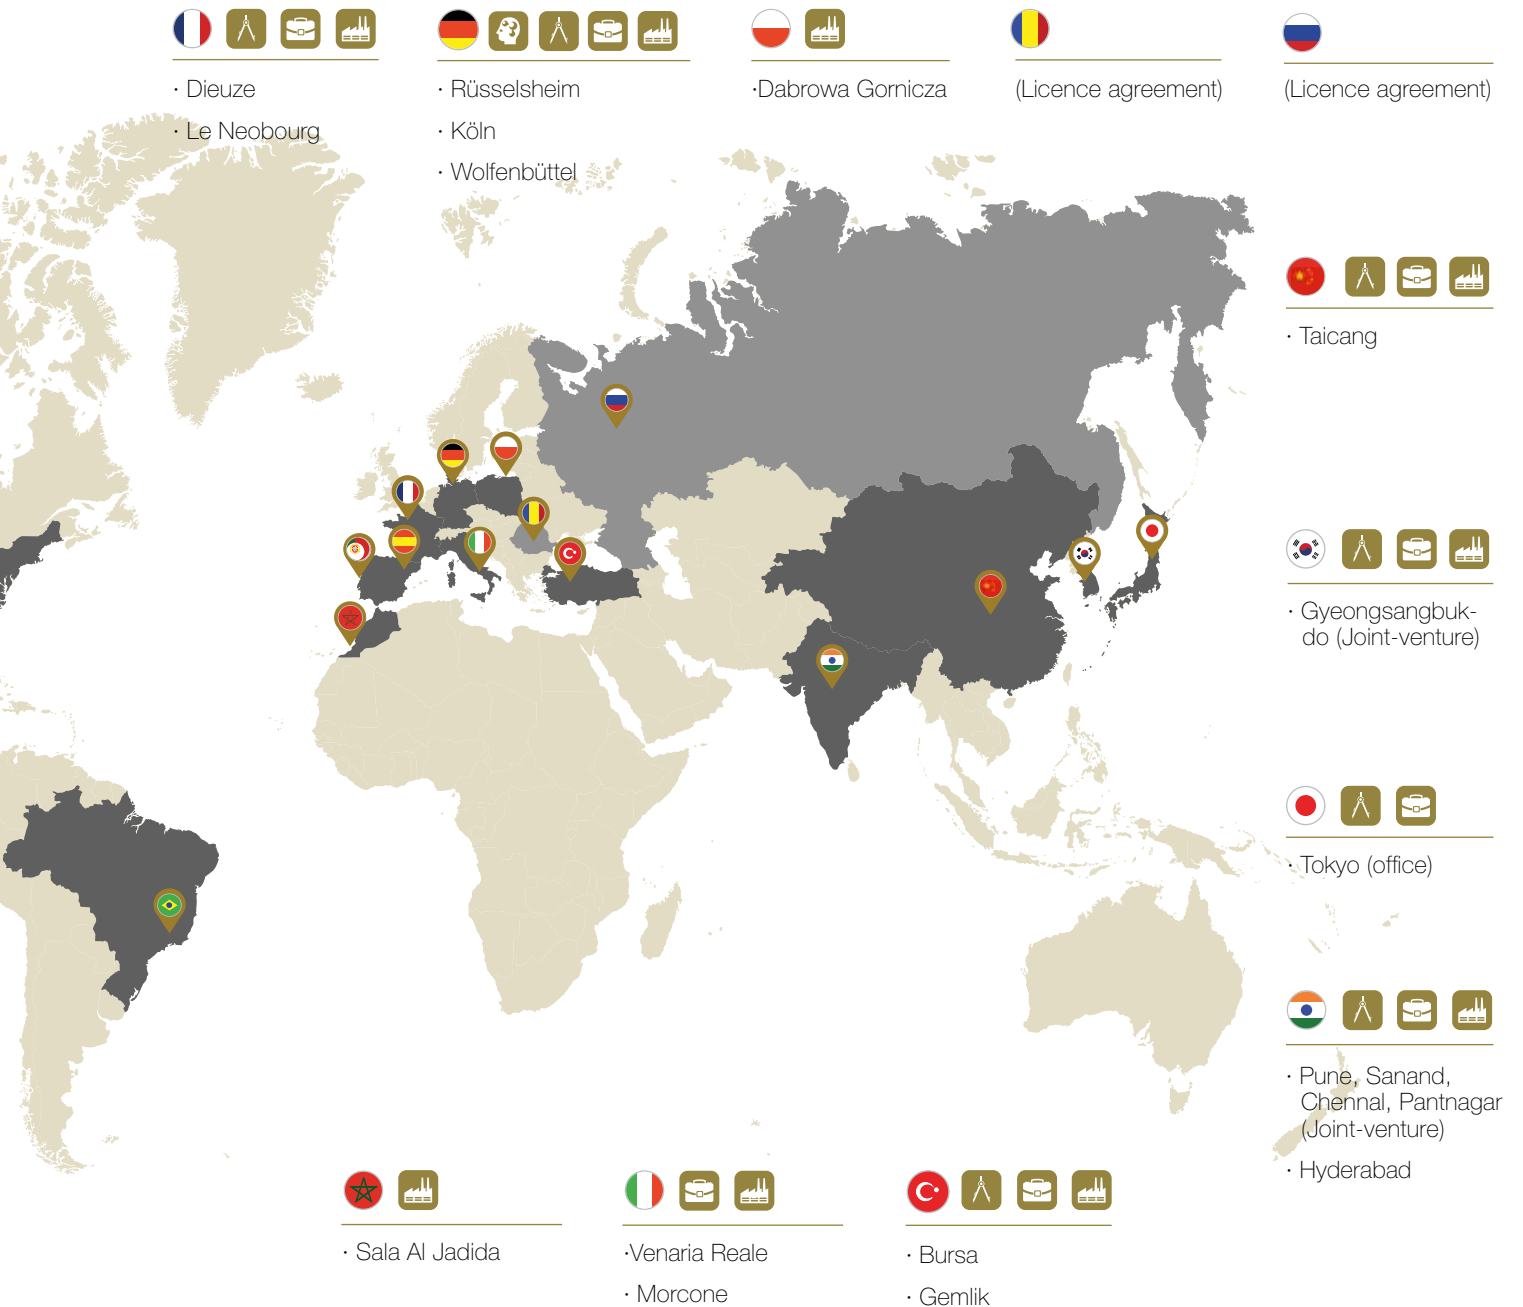 · Dieuze
· Le Neobourg
· Rüsselsheim
· Köln
· Wolfenbüttel
·Dabrowa Gornicza
(Licence agreement)
(Licence agreement)
· Taicang
· Gyeongsangbuk-
do (Joint-venture)
· Tokyo (office)
· Pune, Sanand,
Chennal, Pantnagar
(Joint-venture)
· Hyderabad
· Sala Al Jadida
·Venaria Reale
· Morcone
· Bursa
· Gemlik